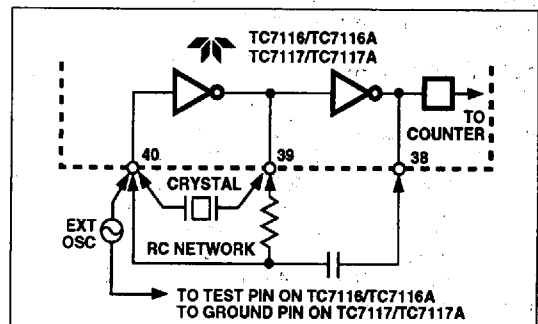 TC7116/TC7116A
TC7117/TC7117A
TO
COUNTER
40
39
38
CRYSTAL
EXT
OSC
RC NETWORK
TO TEST PIN ON TC7116/TC7116A
TO GROUND PIN ON TC7117/TC7117A